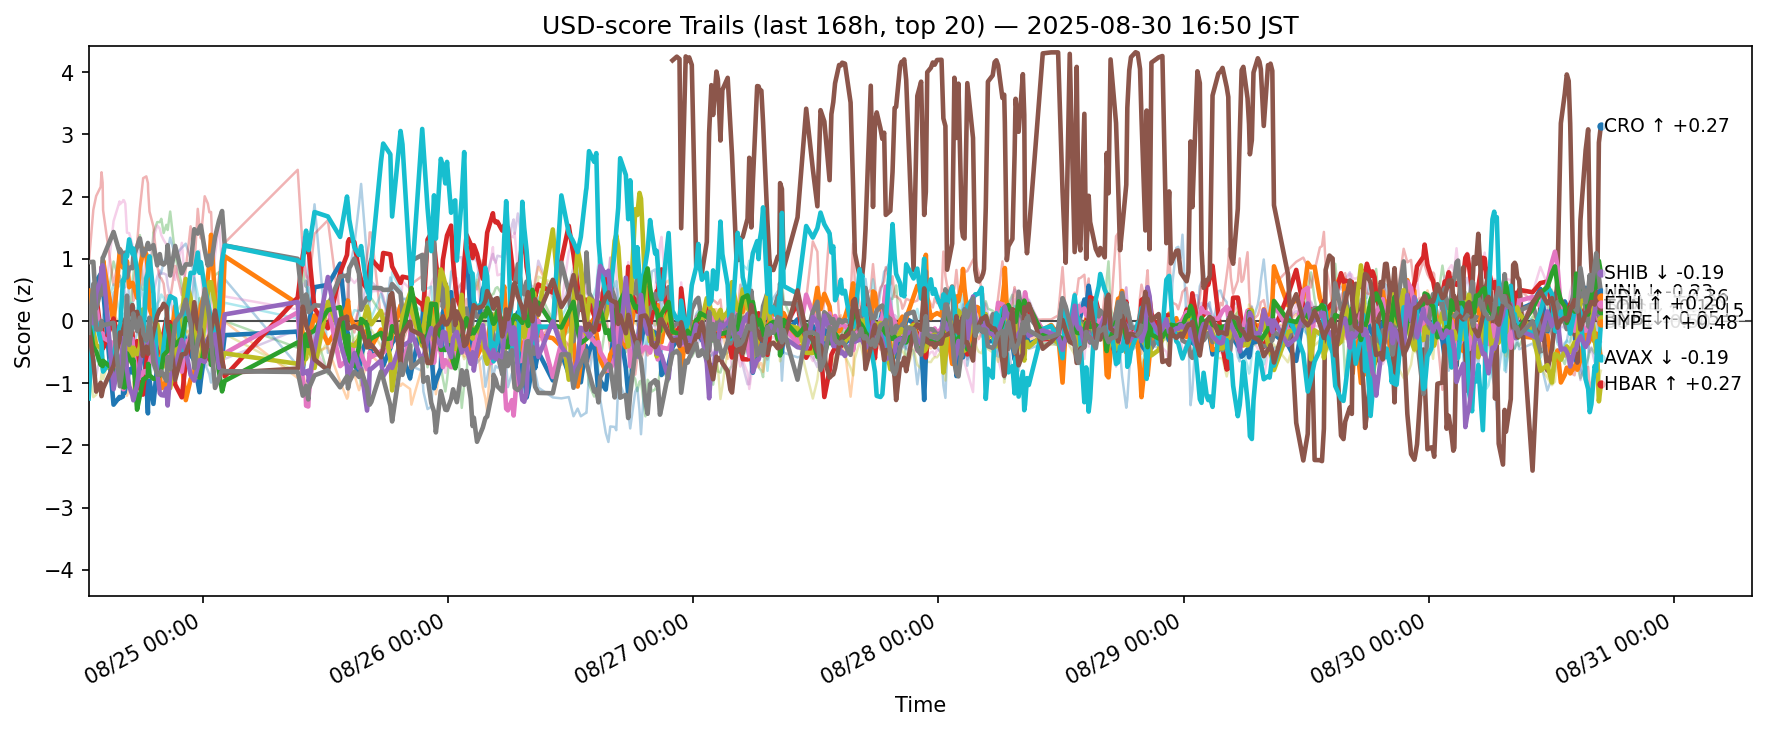 USD-score Trails (last 168h, top 20) — 2025-08-30 16:50 JST
Score (z)
4
3
2
1
0
−1
−2
−3
−4
CRO ↑ +0.27
SHIB ↓ -0.19
ETH ↑ +0.20
HYPE ↑ +0.48
AVAX ↓ -0.19
HBAR ↑ +0.27
08/25 00:00
08/26 00:00
08/27 00:00
08/28 00:00
08/29 00:00
08/30 00:00
08/31 00:00
Time